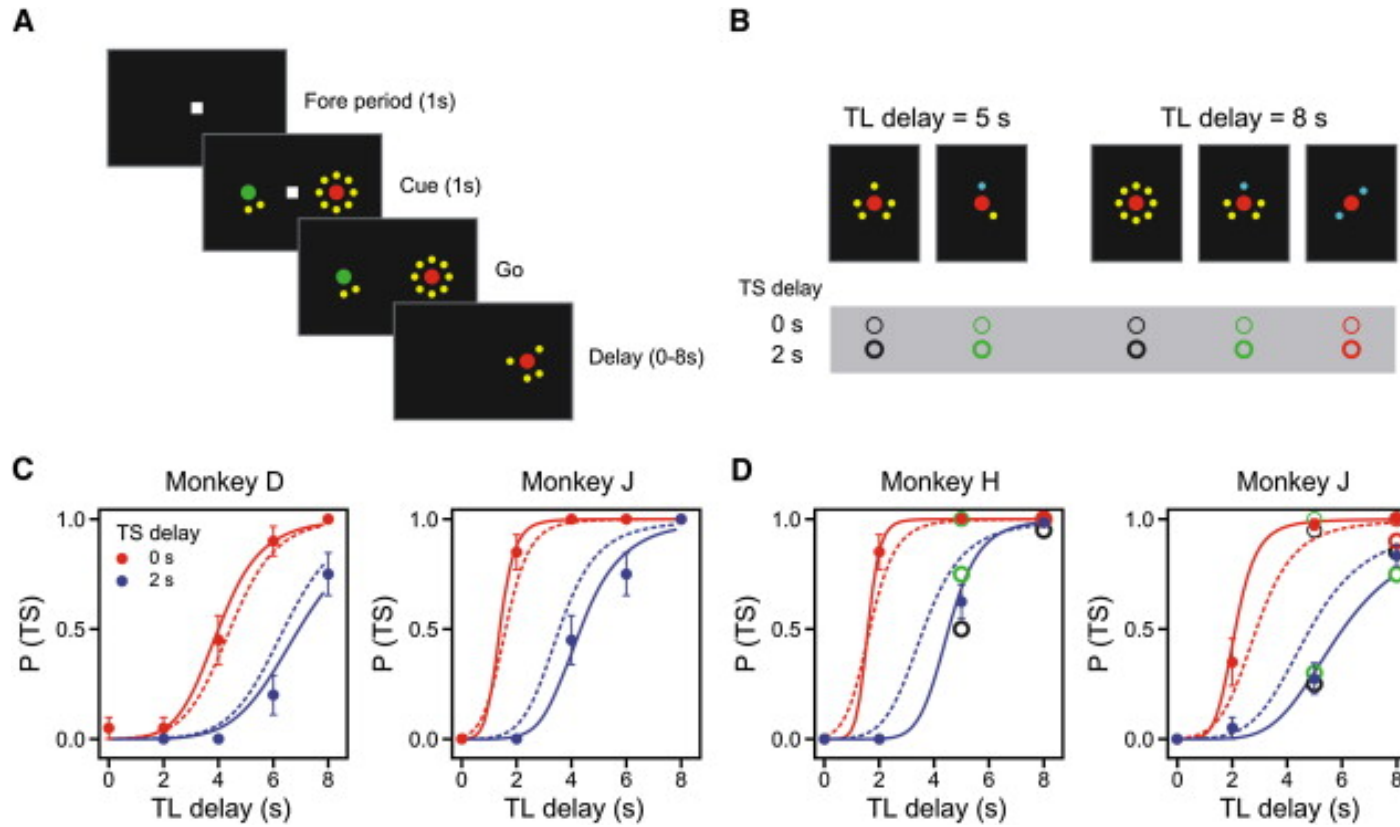 A
Fore period (1s)
Cue (1s)
Go
Delay (0-8s)
B
TL delay = 5 s
TL delay = 8 s
TS delay
0 s
2 s
C
Monkey D
1.0
0.5
0.0
P (TS)
TS delay
0 s
2 s
0 2 4 6 8
TL delay (s)
Monkey J
1.0
0.5
0.0
P (TS)
0 2 4 6 8
TL delay (s)
D
Monkey H
1.0
0.5
0.0
P (TS)
0 2 4 6 8
TL delay (s)
Monkey J
1.0
0.5
0.0
P (TS)
0 2 4 6 8
TL delay (s)